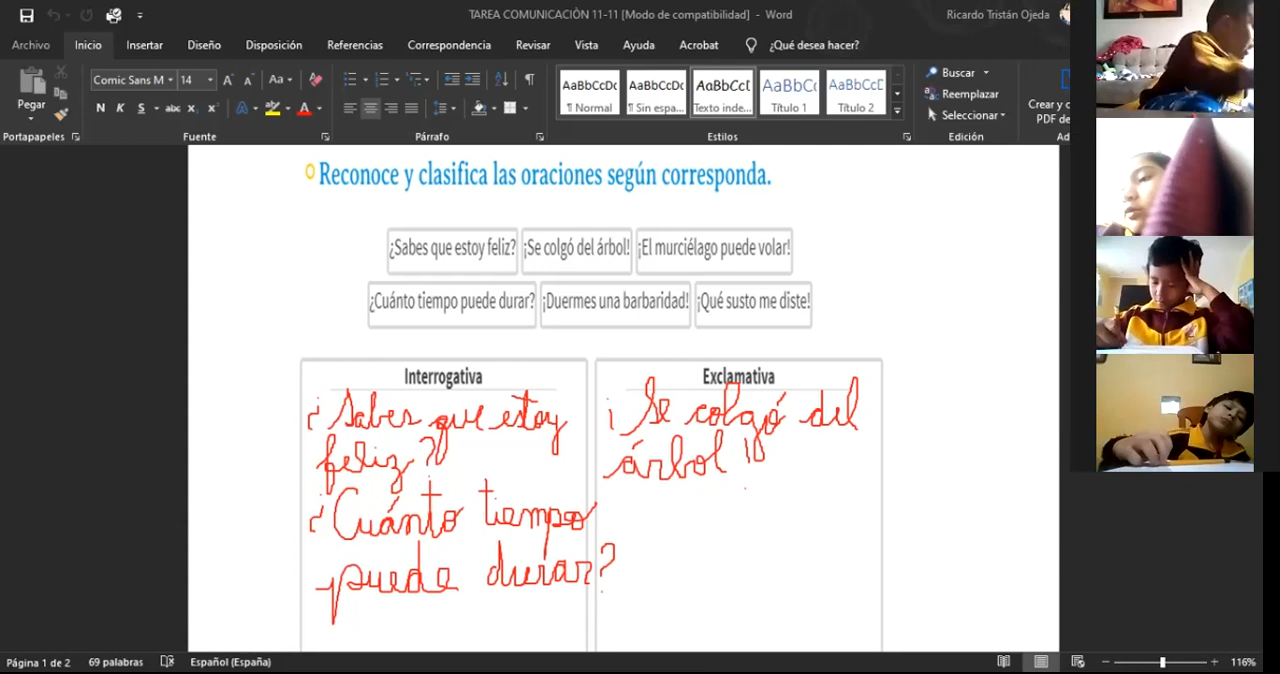 TAREA COMUNICACIÒN 11-11 [Modo de compatibilidad] - Word
Ricardo Tristán Ojeda
Archivo Inicio Insertar Diseño Disposición Referencias Correspondencia Revisar Vista Ayuda Acrobat ¿Qué desea hacer?
Pegar
Comic Sans M 14
Aa
N K S abc x, x'
AaBbCcDc AaBbCcDc AaBbCcI AaBbC( AaBbCcD
¶ Normal ¶ Sin espa... Texto inde... Título 1 Título 2
Buscar
Reemplazar
Seleccionar
Crear y c
PDF de
Portapapeles Fuente Párrafo Estilos Edición Ad
Reconoce y clasifica las oraciones según corresponda.
¿Sabes que estoy feliz? ¡Se colgó del árbol! ¡El murciélago puede volar!
¿Cuánto tiempo puede durar? ¡Duermes una barbaridad! ¡Qué susto me diste!
Interrogativa
¿Sabes que estoy
feliz?
¿Cuánto tiempo
puede durar?
Exclamativa
¡Se colgó del
árbol!
Página 1 de 2 69 palabras Español (España) 116%